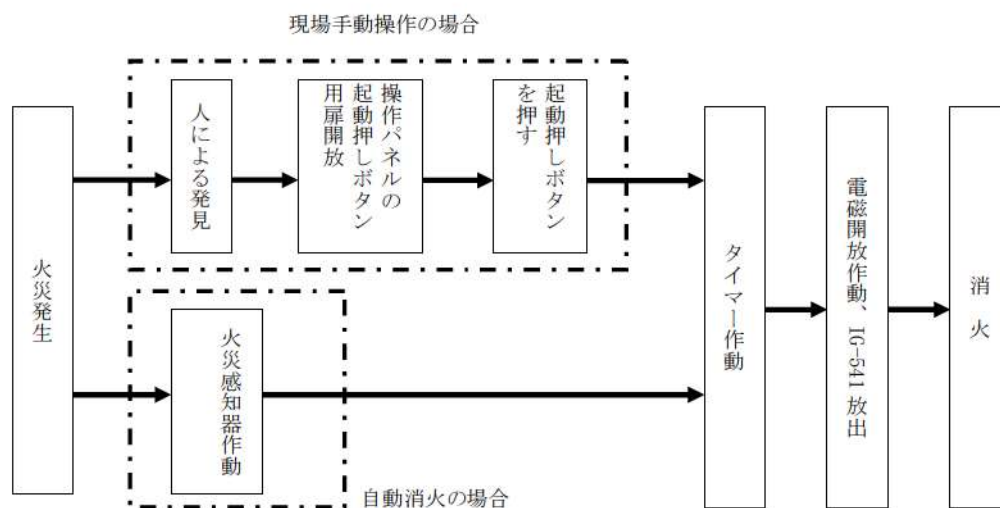 現場手動操作の場合
火災発生
人による発見
操作パネルの
起動押しボタン
用扉開放
起動押しボタン
を押す
火災感知器作動
自動消火の場合
タイマー作動
電磁開放作動、IG-541 放出
消 火